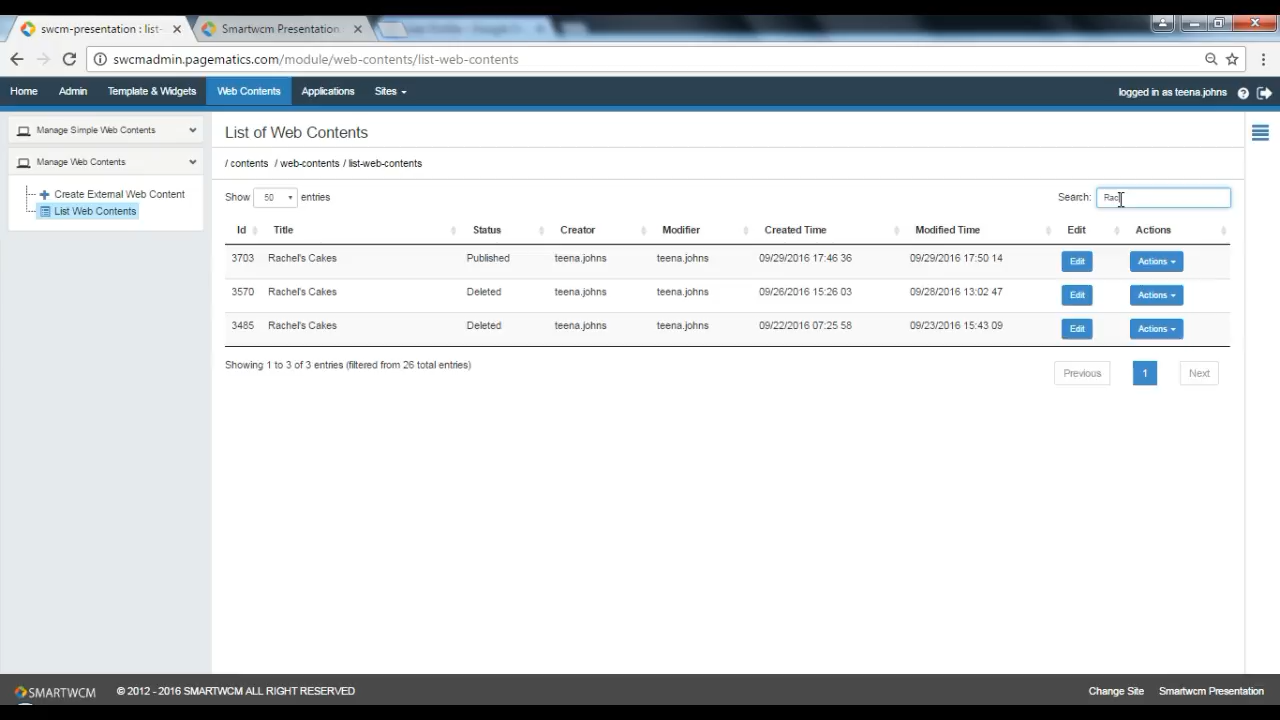 swcm-presentation : list-
Smartwcm Presentation
swcmadmin.pagematics.com/module/web-contents/list-web-contents
Home Admin Template & Widgets Web Contents Applications Sites logged in as teena.johns
Manage Simple Web Contents
Manage Web Contents
Create External Web Content
List Web Contents
List of Web Contents
/ contents / web-contents / list-web-contents
Show 50 entries Search: Rac
Id Title Status Creator Modifier Created Time Modified Time Edit Actions
3703 Rachel's Cakes Published teena.johns teena.johns 09/29/2016 17:46 36 09/29/2016 17:50 14 Edit Actions
3570 Rachel's Cakes Deleted teena.johns teena.johns 09/26/2016 15:26 03 09/28/2016 13:02 47 Edit Actions
3485 Rachel's Cakes Deleted teena.johns teena.johns 09/22/2016 07:25 58 09/23/2016 15:43 09 Edit Actions
Showing 1 to 3 of 3 entries (filtered from 26 total entries)
Previous 1 Next
SMARTWCM © 2012 - 2016 SMARTWCM ALL RIGHT RESERVED Change Site Smartwcm Presentation